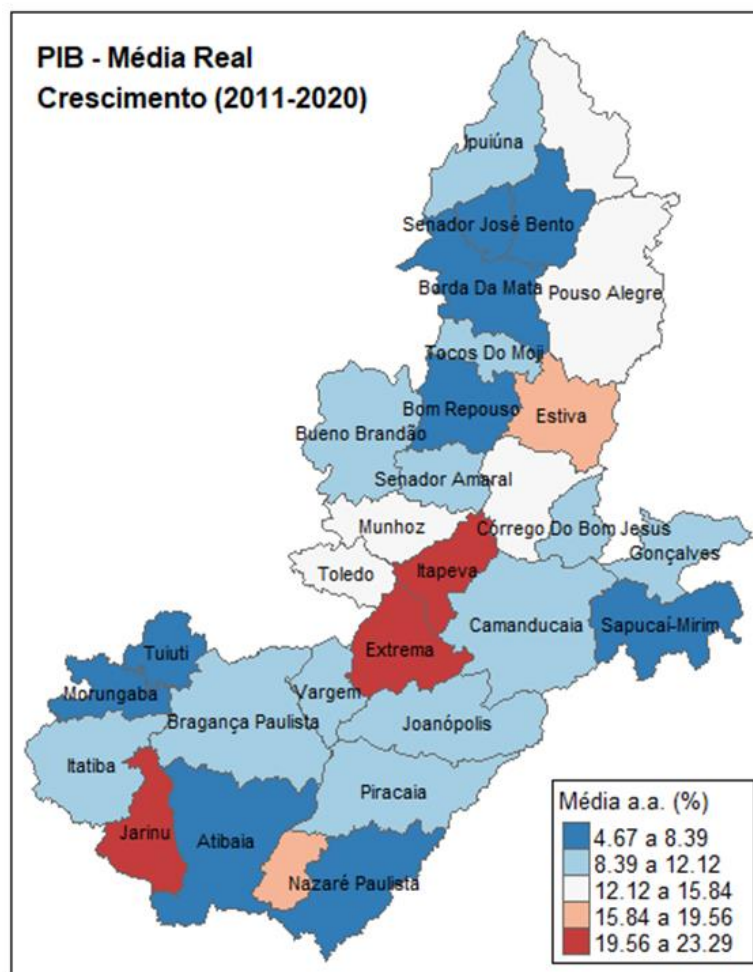 PIB - Média Real
Crescimento (2011-2020)
Ipuiúna
Senador José Bento
Borda Da Mata
Pouso Alegre
Tocos Do Moji
Bom Repouso
Estiva
Bueno Brandão
Senador Amaral
Munhoz
Córrego Do Bom Jesus
Gonçalves
Toledo
Itapeva
Camanducaia
Sapucaí-Mirim
Extrema
Tuiuti
Morungaba
Vargem
Bragança Paulista
Joanópolis
Itatiba
Piracaia
Jarinu
Atibaia
Nazaré Paulista
Média a.a. (%)
4.67 a 8.39
8.39 a 12.12
12.12 a 15.84
15.84 a 19.56
19.56 a 23.29